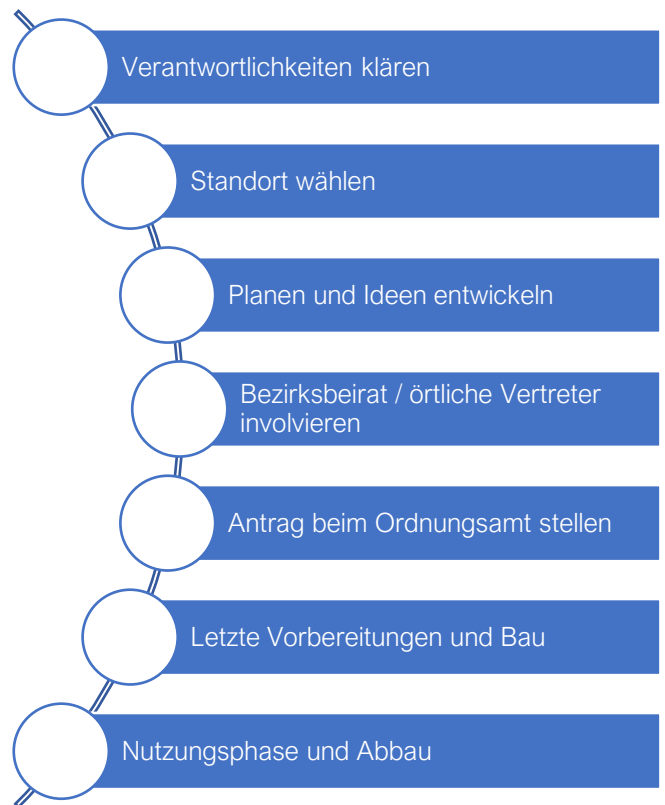 Verantwortlichkeiten klären
Standort wählen
Planen und Ideen entwickeln
Bezirksbeirat / örtliche Vertreter
involvieren
Antrag beim Ordnungsamt stellen
Letzte Vorbereitungen und Bau
Nutzungsphase und Abbau